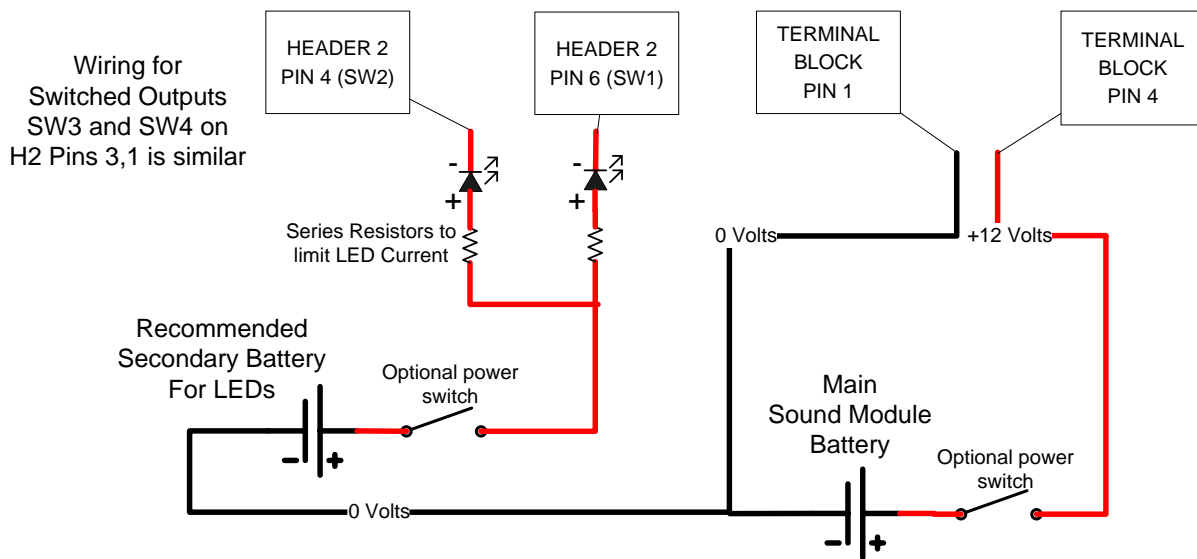 Wiring for
Switched Outputs
SW3 and SW4 on
H2 Pins 3,1 is similar
HEADER 2
PIN 4 (SW2)
HEADER 2
PIN 6 (SW1)
TERMINAL
BLOCK
PIN 1
TERMINAL
BLOCK
PIN 4
-
+
-
+
Series Resistors to
limit LED Current
0 Volts
+12 Volts
Recommended
Secondary Battery
For LEDs
Optional power
switch
- +
0 Volts
Main
Sound Module
Battery
Optional power
switch
- +